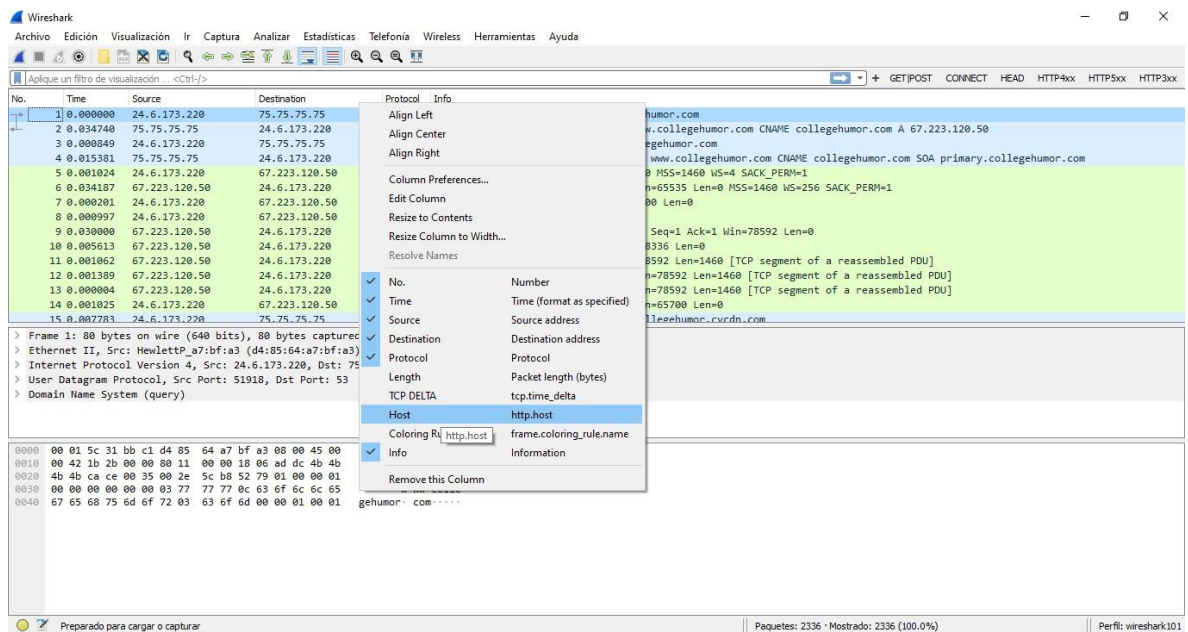 Wireshark
Archivo Edición Visualización Ir Captura Analizar Estadísticas Telefonía Wireless Herramientas Ayuda
Aplique un filtro de visualización ... <Ctrl-/>
+ GET|POST CONNECT HEAD HTTP4xx HTTP5xx HTTP3xx
No. Time Source Destination Protocol Info
1 0.000000 24.6.173.220 75.75.75.75 humor.com
2 0.034740 75.75.75.75 24.6.173.220 w.collegehumor.com CNAME collegehumor.com A 67.223.120.50
3 0.000849 24.6.173.220 75.75.75.75 egehumor.com
4 0.015381 75.75.75.75 24.6.173.220 www.collegehumor.com CNAME collegehumor.com SOA primary.collegehumor.com
5 0.001024 24.6.173.220 67.223.120.50 0 MSS=1460 WS=4 SACK_PERM=1
6 0.034187 67.223.120.50 24.6.173.220 n=65535 Len=0 MSS=1460 WS=256 SACK_PERM=1
7 0.000201 24.6.173.220 67.223.120.50 00 Len=0
8 0.000997 24.6.173.220 67.223.120.50
9 0.030000 67.223.120.50 24.6.173.220 Seq=1 Ack=1 Win=78592 Len=0
10 0.005613 67.223.120.50 24.6.173.220 8336 Len=0
11 0.001062 67.223.120.50 24.6.173.220 8592 Len=1460 [TCP segment of a reassembled PDU]
12 0.001389 67.223.120.50 24.6.173.220 n=78592 Len=1460 [TCP segment of a reassembled PDU]
13 0.000004 67.223.120.50 24.6.173.220 n=78592 Len=1460 [TCP segment of a reassembled PDU]
14 0.001025 24.6.173.220 67.223.120.50 n=65700 Len=0
15 0.007783 24.6.173.220 75.75.75.75 llegehumor.cvcdn.com
Align Left
Align Center
Align Right
Column Preferences...
Edit Column
Resize to Contents
Resize Column to Width...
Resolve Names
No. Number
Time Time (format as specified)
Source Source address
Destination Destination address
Protocol Protocol
Length Packet length (bytes)
TCP DELTA tcp.time_delta
Host http.host
Coloring Ru http.host frame.coloring_rule.name
Info Information
Remove this Column
> Frame 1: 80 bytes on wire (640 bits), 80 bytes captured
> Ethernet II, Src: HewlettP_a7:bf:a3 (d4:85:64:a7:bf:a3)
> Internet Protocol Version 4, Src: 24.6.173.220, Dst: 75
> User Datagram Protocol, Src Port: 51918, Dst Port: 53
> Domain Name System (query)
0000 00 01 5c 31 bb c1 d4 85 64 a7 bf a3 08 00 45 00
0010 00 42 1b 2b 00 00 80 11 00 00 18 06 ad dc 4b 4b
0020 4b 4b ca ce 00 35 00 2e 5c b8 52 79 01 00 00 01
0030 00 00 00 00 00 00 03 77 77 77 0c 63 6f 6c 6c 65
0040 67 65 68 75 6d 6f 72 03 63 6f 6d 00 00 01 00 01 gehumor· com·····
Preparado para cargar o capturar
Paquetes: 2336 · Mostrado: 2336 (100.0%)
Perfil: wireshark101